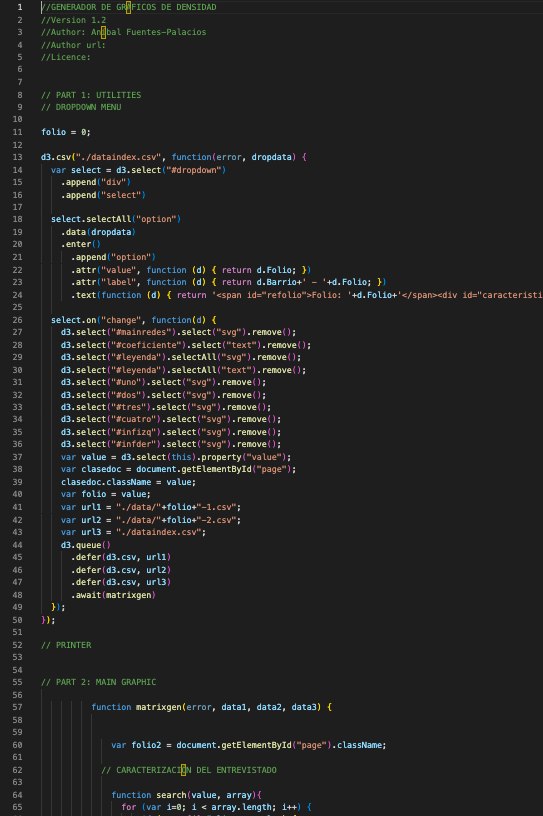 1 //GENERADOR DE GRÁFICOS DE DENSIDAD
2 //Version 1.2
3 //Author: Aníbal Fuentes-Palacios
4 //Author url:
5 //Licence:
6
7
8 // PART 1: UTILITIES
9 // DROPDOWN MENU
10
11 folio = 0;
12
13 d3.csv("./dataindex.csv", function(error, dropdata) {
14 var select = d3.select("#dropdown")
15 .append("div")
16 .append("select")
17
18 select.selectAll("option")
19 .data(dropdata)
20 .enter()
21 .append("option")
22 .attr("value", function (d) { return d.Folio; })
23 .attr("label", function (d) { return d.Barrio+' - '+d.Folio; })
24 .text(function (d) { return '<span id="refolio">Folio: '+d.Folio+'</span><div id="caracteristi
25
26 select.on("change", function(d) {
27 d3.select("#mainredes").select("svg").remove();
28 d3.select("#coeficiente").select("text").remove();
29 d3.select("#leyenda").selectAll("svg").remove();
30 d3.select("#leyenda").selectAll("text").remove();
31 d3.select("#uno").select("svg").remove();
32 d3.select("#dos").select("svg").remove();
33 d3.select("#tres").select("svg").remove();
34 d3.select("#cuatro").select("svg").remove();
35 d3.select("#infizq").select("svg").remove();
36 d3.select("#infder").select("svg").remove();
37 var value = d3.select(this).property("value");
38 var clasedoc = document.getElementById("page");
39 clasedoc.className = value;
40 var folio = value;
41 var url1 = "./data/"+folio+"-1.csv";
42 var url2 = "./data/"+folio+"-2.csv";
43 var url3 = "./dataindex.csv";
44 d3.queue()
45 .defer(d3.csv, url1)
46 .defer(d3.csv, url2)
47 .defer(d3.csv, url3)
48 .await(matrixgen)
49 });
50 });
51
52 // PRINTER
53
54
55 // PART 2: MAIN GRAPHIC
56
57 function matrixgen(error, data1, data2, data3) {
58
59
60 var folio2 = document.getElementById("page").className;
61
62 // CARACTERIZACIÓN DEL ENTREVISTADO
63
64 function search(value, array){
65 for (var i=0; i < array.length; i++) {